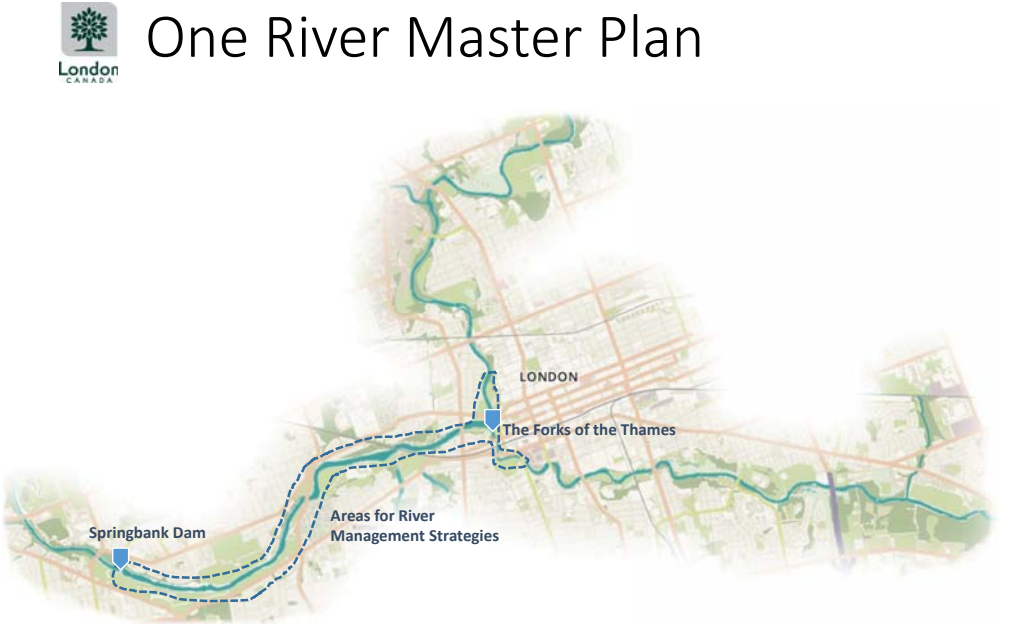 London
CANADA
One River Master Plan
LONDON
The Forks of the Thames
Areas for River
Management Strategies
Springbank Dam